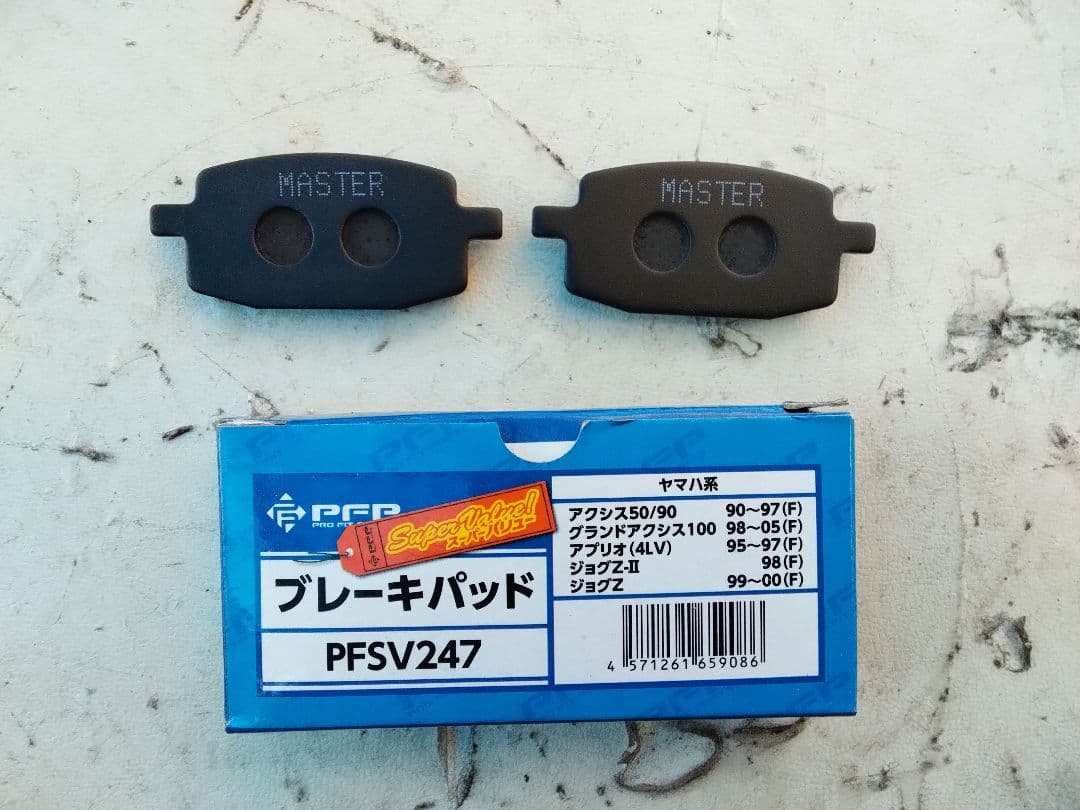 MASTER
MASTER
PFP
Super Value!
スーパーバリュー
ブレーキパッド
PFSV247
ヤマハ系
アクシス50/90 90~97(F)
グランドアクシス100 98~05(F)
アプリオ(4LV) 95~97(F)
ジョグZ-II 98(F)
ジョグZ 99~00(F)
4 571261 659086